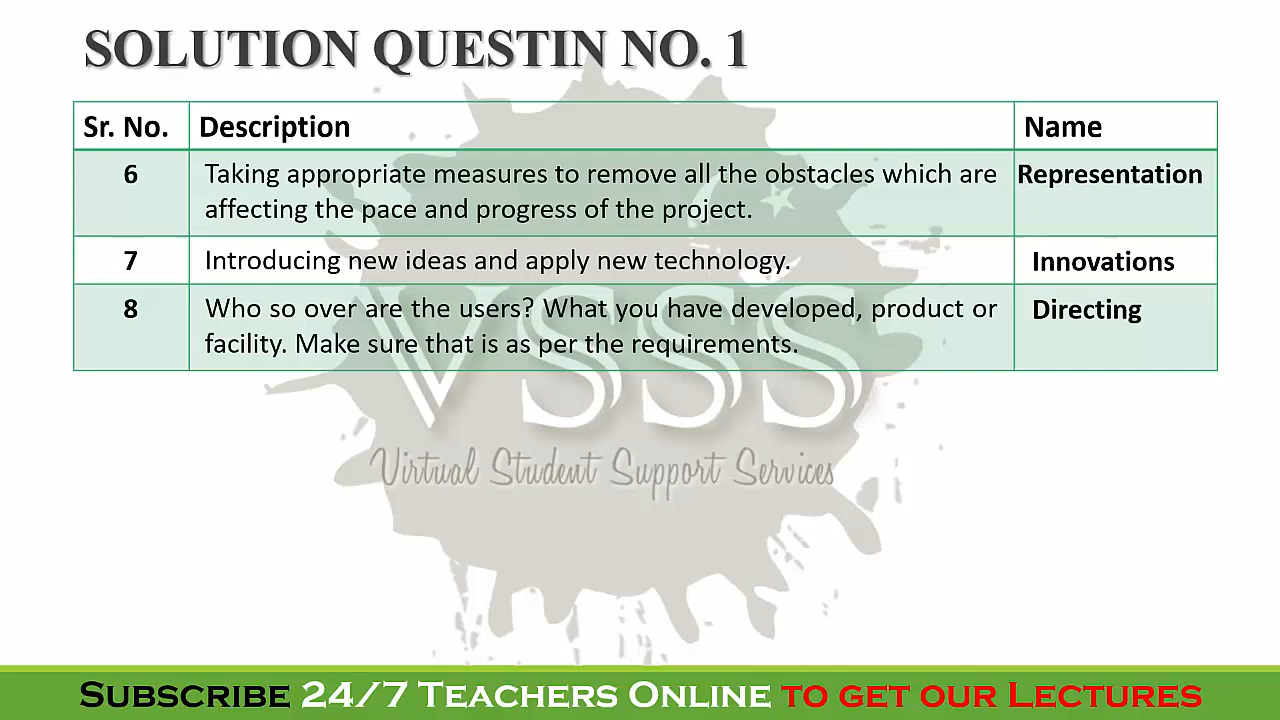 SOLUTION QUESTIN NO. 1
Sr. No. Description Name
6 Taking appropriate measures to remove all the obstacles which are Representation
affecting the pace and progress of the project.
7 Introducing new ideas and apply new technology. Innovations
8 Who so over are the users? What you have developed, product or Directing
facility. Make sure that is as per the requirements.
VSSS
Virtual Student Support Services
SUBSCRIBE 24/7 TEACHERS ONLINE TO GET OUR LECTURES